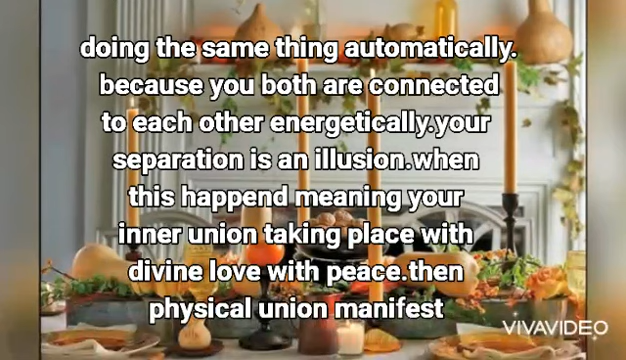 doing the same thing automatically.
because you both are connected
to each other energetically.your
separation is an illusion.when
this happend meaning your
inner union taking place with
divine love with peace.then
physical union manifest
VIVAVIDEO